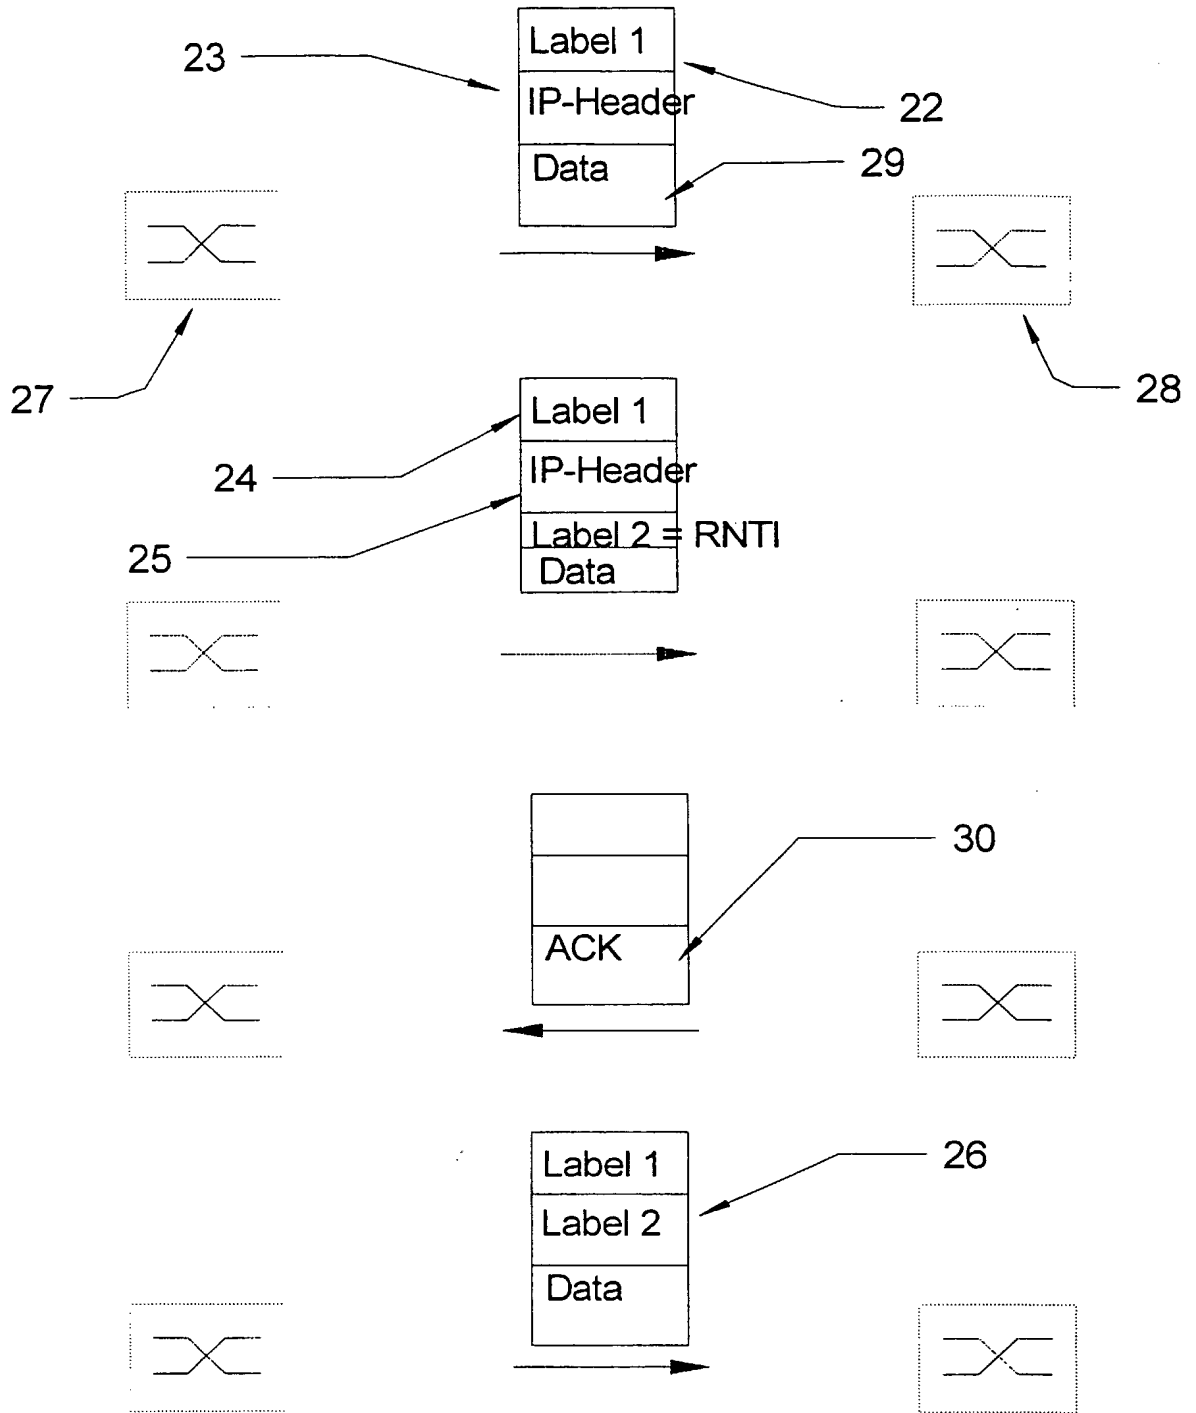 Label 1
23
IP-Header
22
Data
29
27
28
Label 1
24
IP-Header
25
Label 2 = RNTI
Data
30
ACK
Label 1
26
Label 2
Data